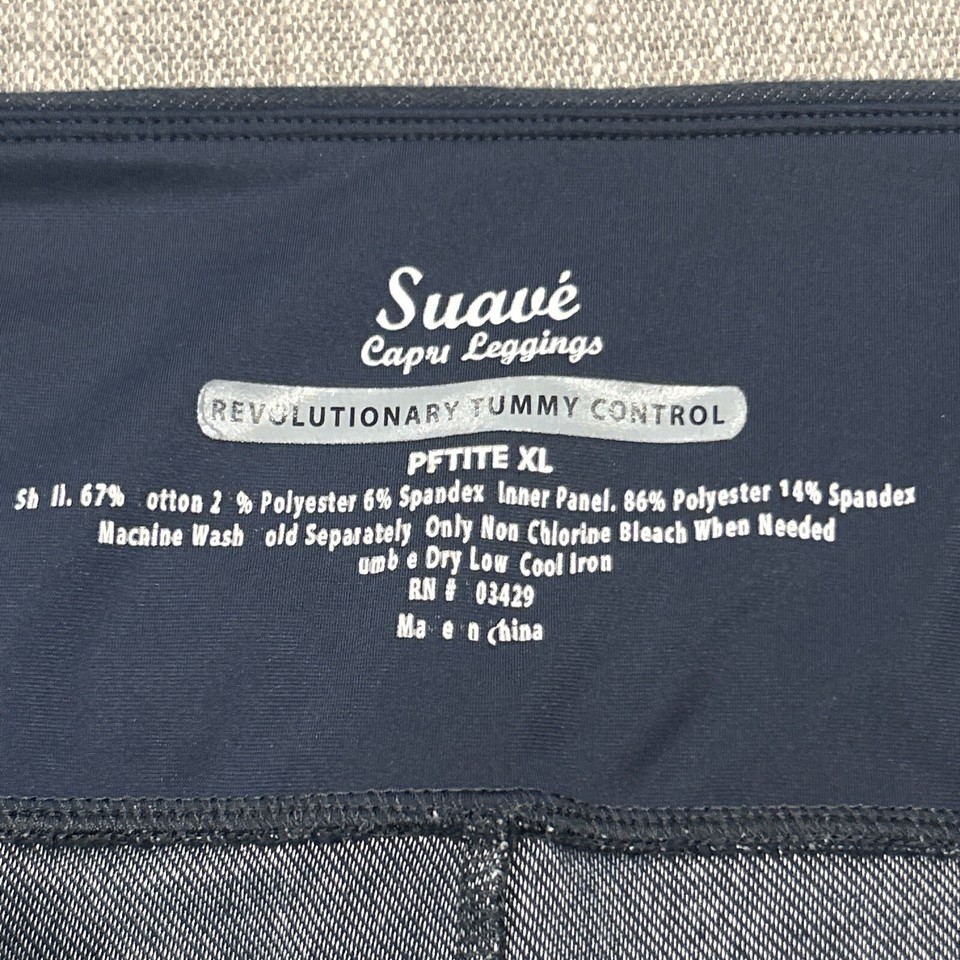 Suavé
Capri Leggings
REVOLUTIONARY TUMMY CONTROL
PETITE XL
Sh ll. 67% otton 2 % Polyester 6% Spandex Inner Panel. 86% Polyester 14% Spandex
Machine Wash old Separately Only Non Chlorine Bleach When Needed
umb e Dry Low Cool Iron
RN # 03429
Ma e n China